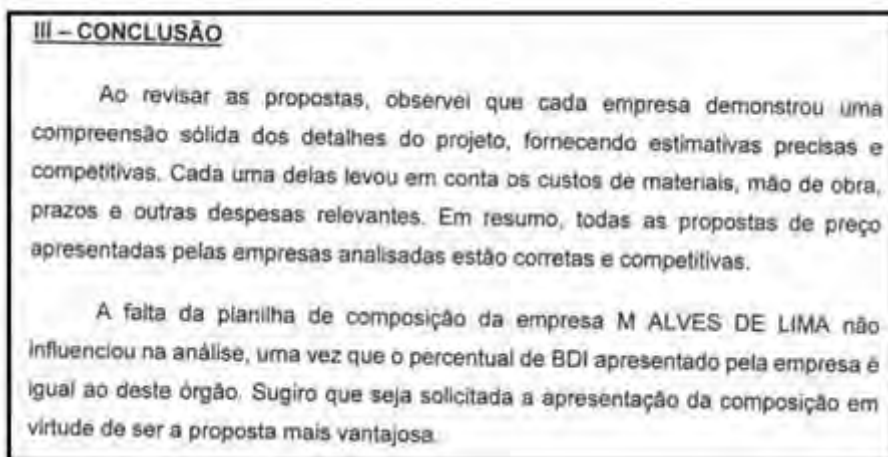 III – CONCLUSÃO
Ao revisar as propostas, observei que cada empresa demonstrou uma
compreensão sólida dos detalhes do projeto, fornecendo estimativas precisas e
competitivas. Cada uma delas levou em conta os custos de materiais, mão de obra,
prazos e outras despesas relevantes. Em resumo, todas as propostas de preço
apresentadas pelas empresas analisadas estão corretas e competitivas.
A falta da planilha de composição da empresa M ALVES DE LIMA não
influenciou na análise, uma vez que o percentual de BDI apresentado pela empresa é
igual ao deste órgão. Sugiro que seja solicitada a apresentação da composição em
virtude de ser a proposta mais vantajosa.